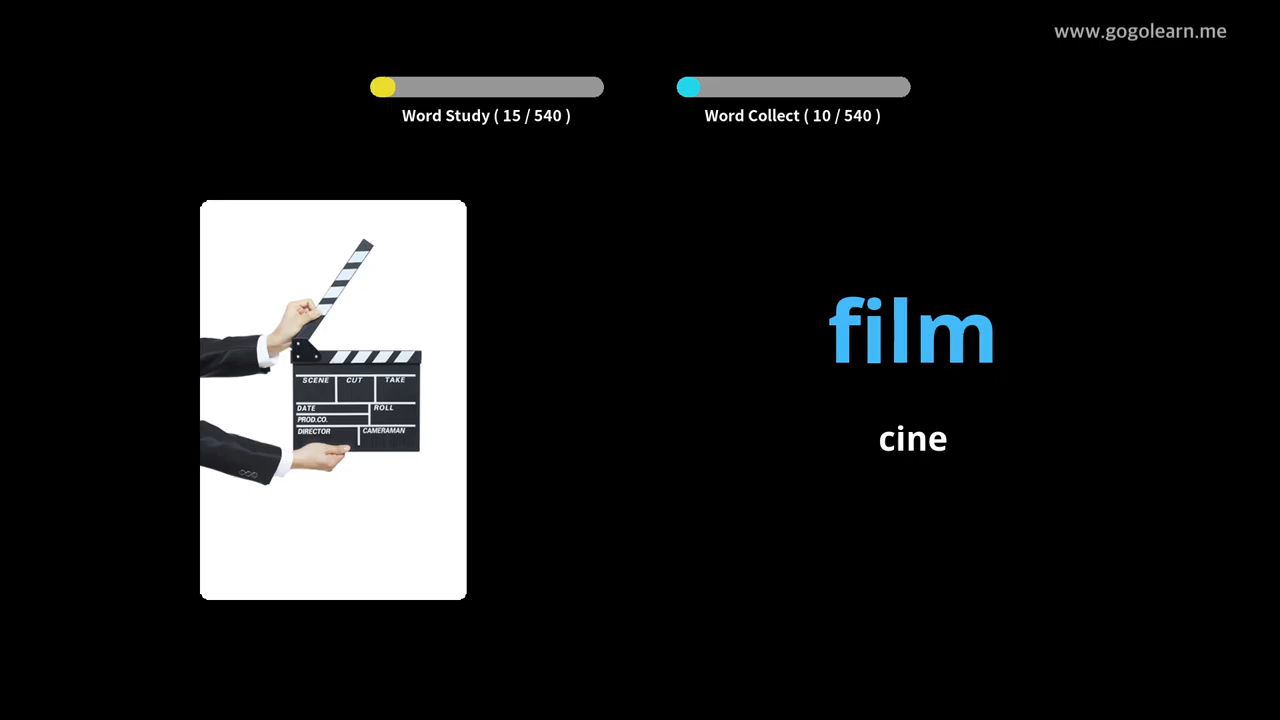 www.gogolearn.me
Word Study ( 15 / 540 )
Word Collect ( 10 / 540 )
SCENE CUT TAKE
DATE ROLL
PROD.CO.
DIRECTOR CAMERAMAN
film
cine